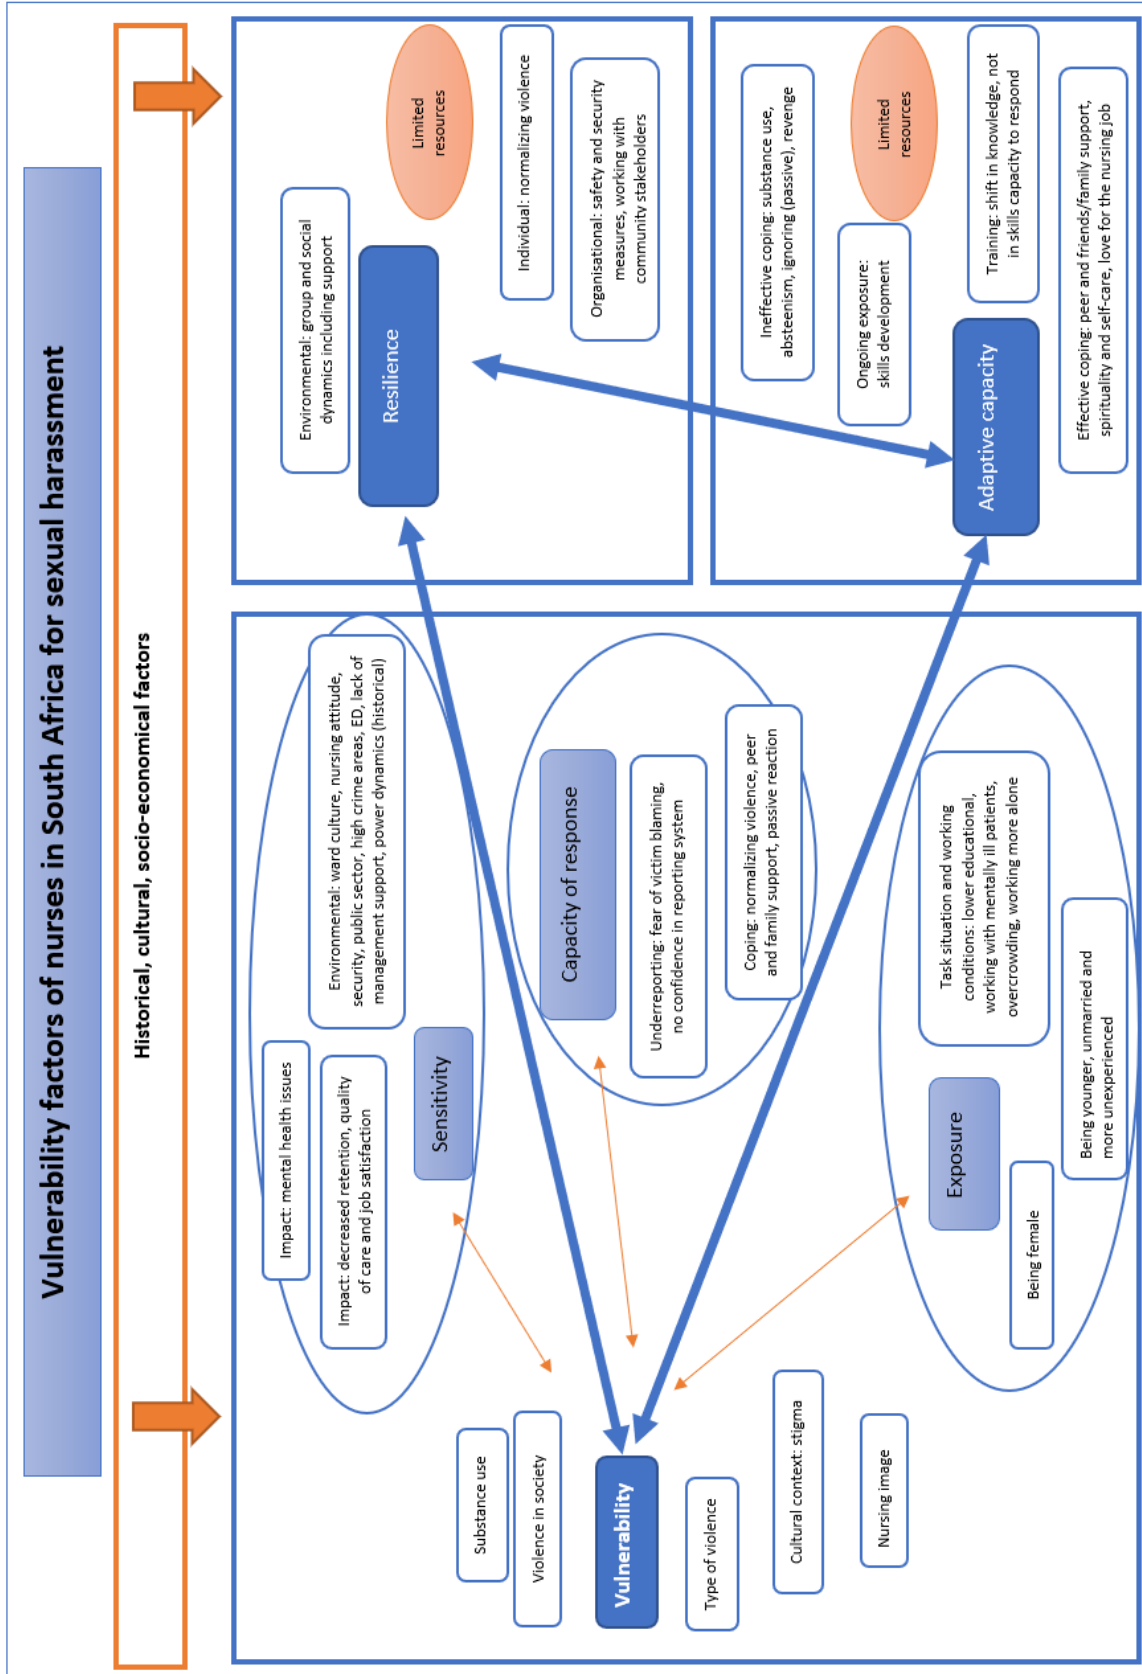 Vulnerability factors of nurses in South Africa for sexual harassment
Historical, cultural, socio-economical factors
Substance use
Violence in society
Vulnerability
Type of violence
Cultural context: stigma
Nursing image
Impact: mental health issues
Impact: decreased retention, quality
of care and job satisfaction
Sensitivity
Environmental: ward culture, nursing attitude,
security, public sector, high crime areas, ED, lack of
management support, power dynamics (historical)
Capacity of response
Underreporting: fear of victim blaming,
no confidence in reporting system
Coping: normalizing violence, peer
and family support, passive reaction
Exposure
Task situation and working
conditions: lower educational,
working with mentally ill patients,
overcrowding, working more alone
Being female
Being younger, unmarried and
more unexperienced
Environmental: group and social
dynamics including support
Resilience
Limited
resources
Individual: normalizing violence
Organisational: safety and security
measures, working with
community stakeholders
Ineffective coping: substance use,
absteenism, ignoring (passive), revenge
Ongoing exposure:
skills development
Limited
resources
Adaptive capacity
Training: shift in knowledge, not
in skills capacity to respond
Effective coping: peer and friends/family support,
spirituality and self-care, love for the nursing job